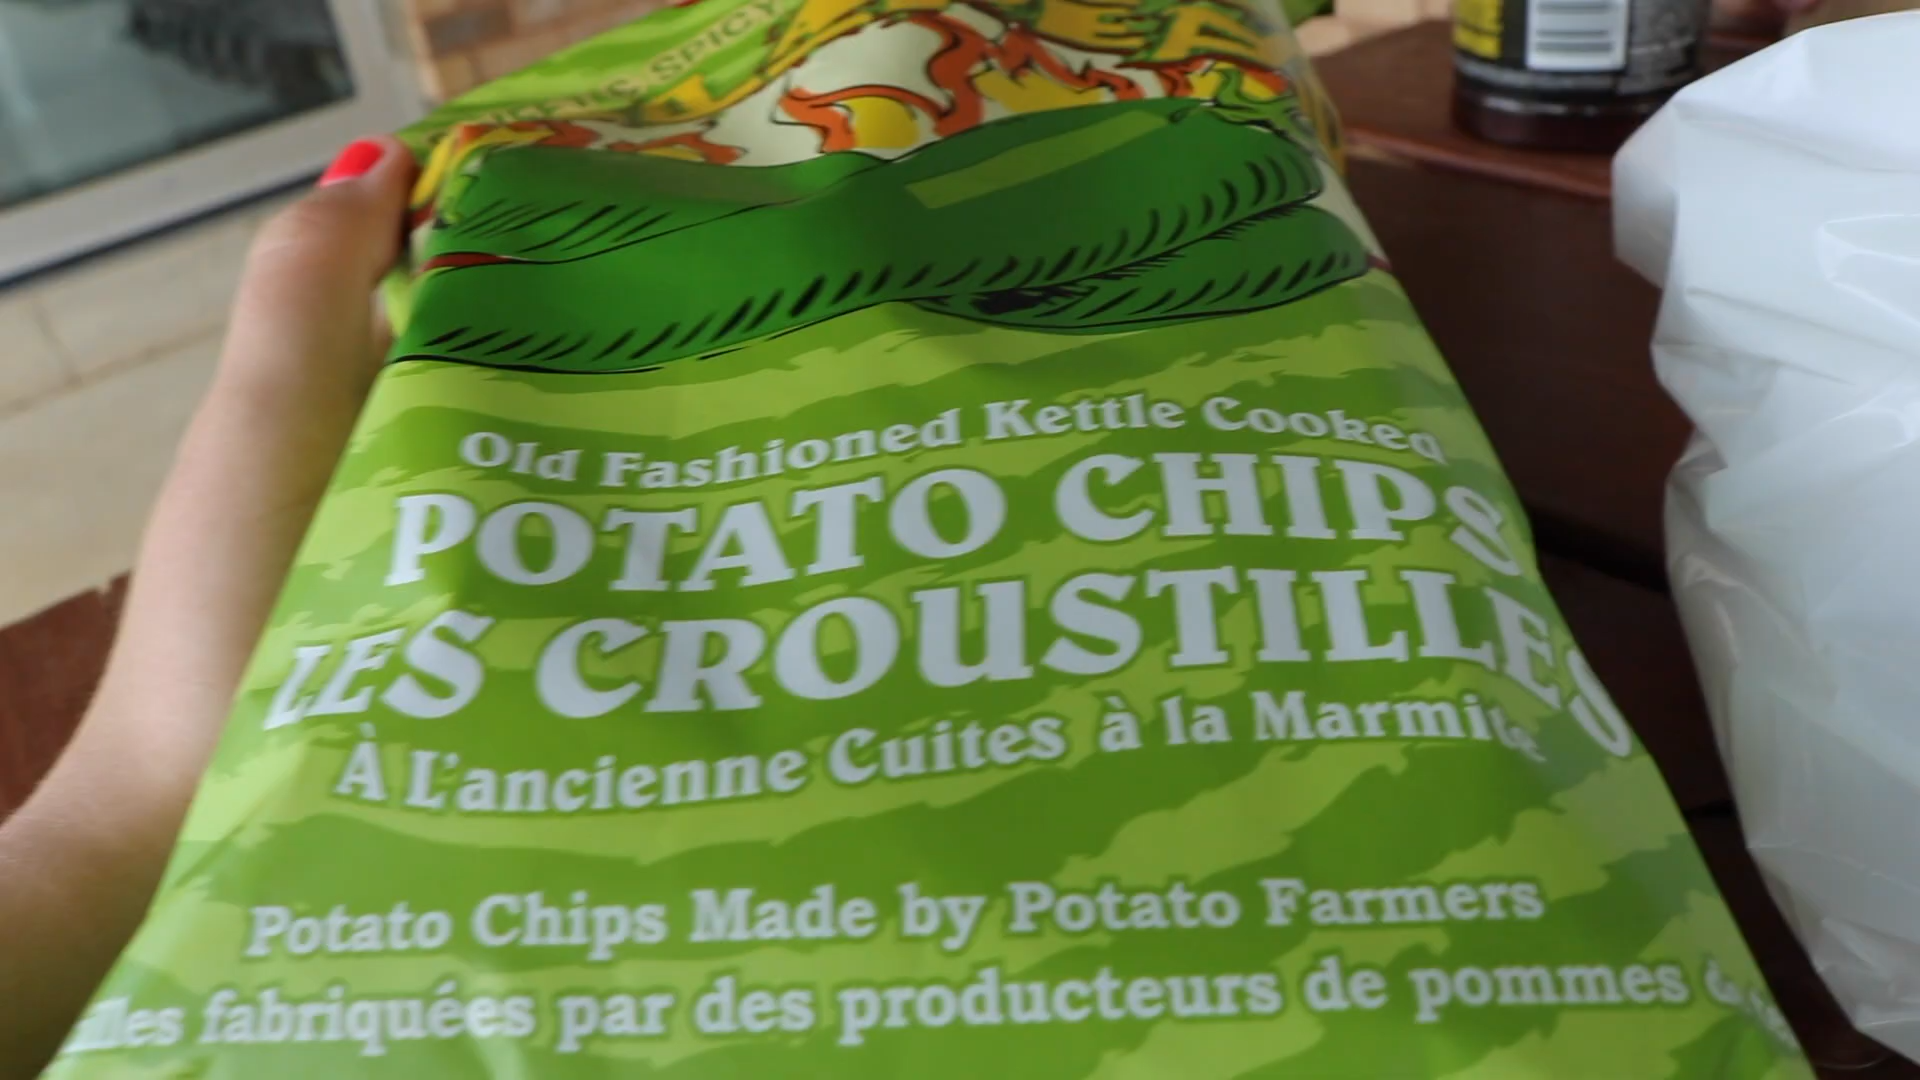 SPICY
Old Fashioned Kettle Cooked
POTATO CHIPS
LES CROUSTILLES
À L'ancienne Cuites à la Marmite
Potato Chips Made by Potato Farmers
fabriquées par des producteurs de pommes